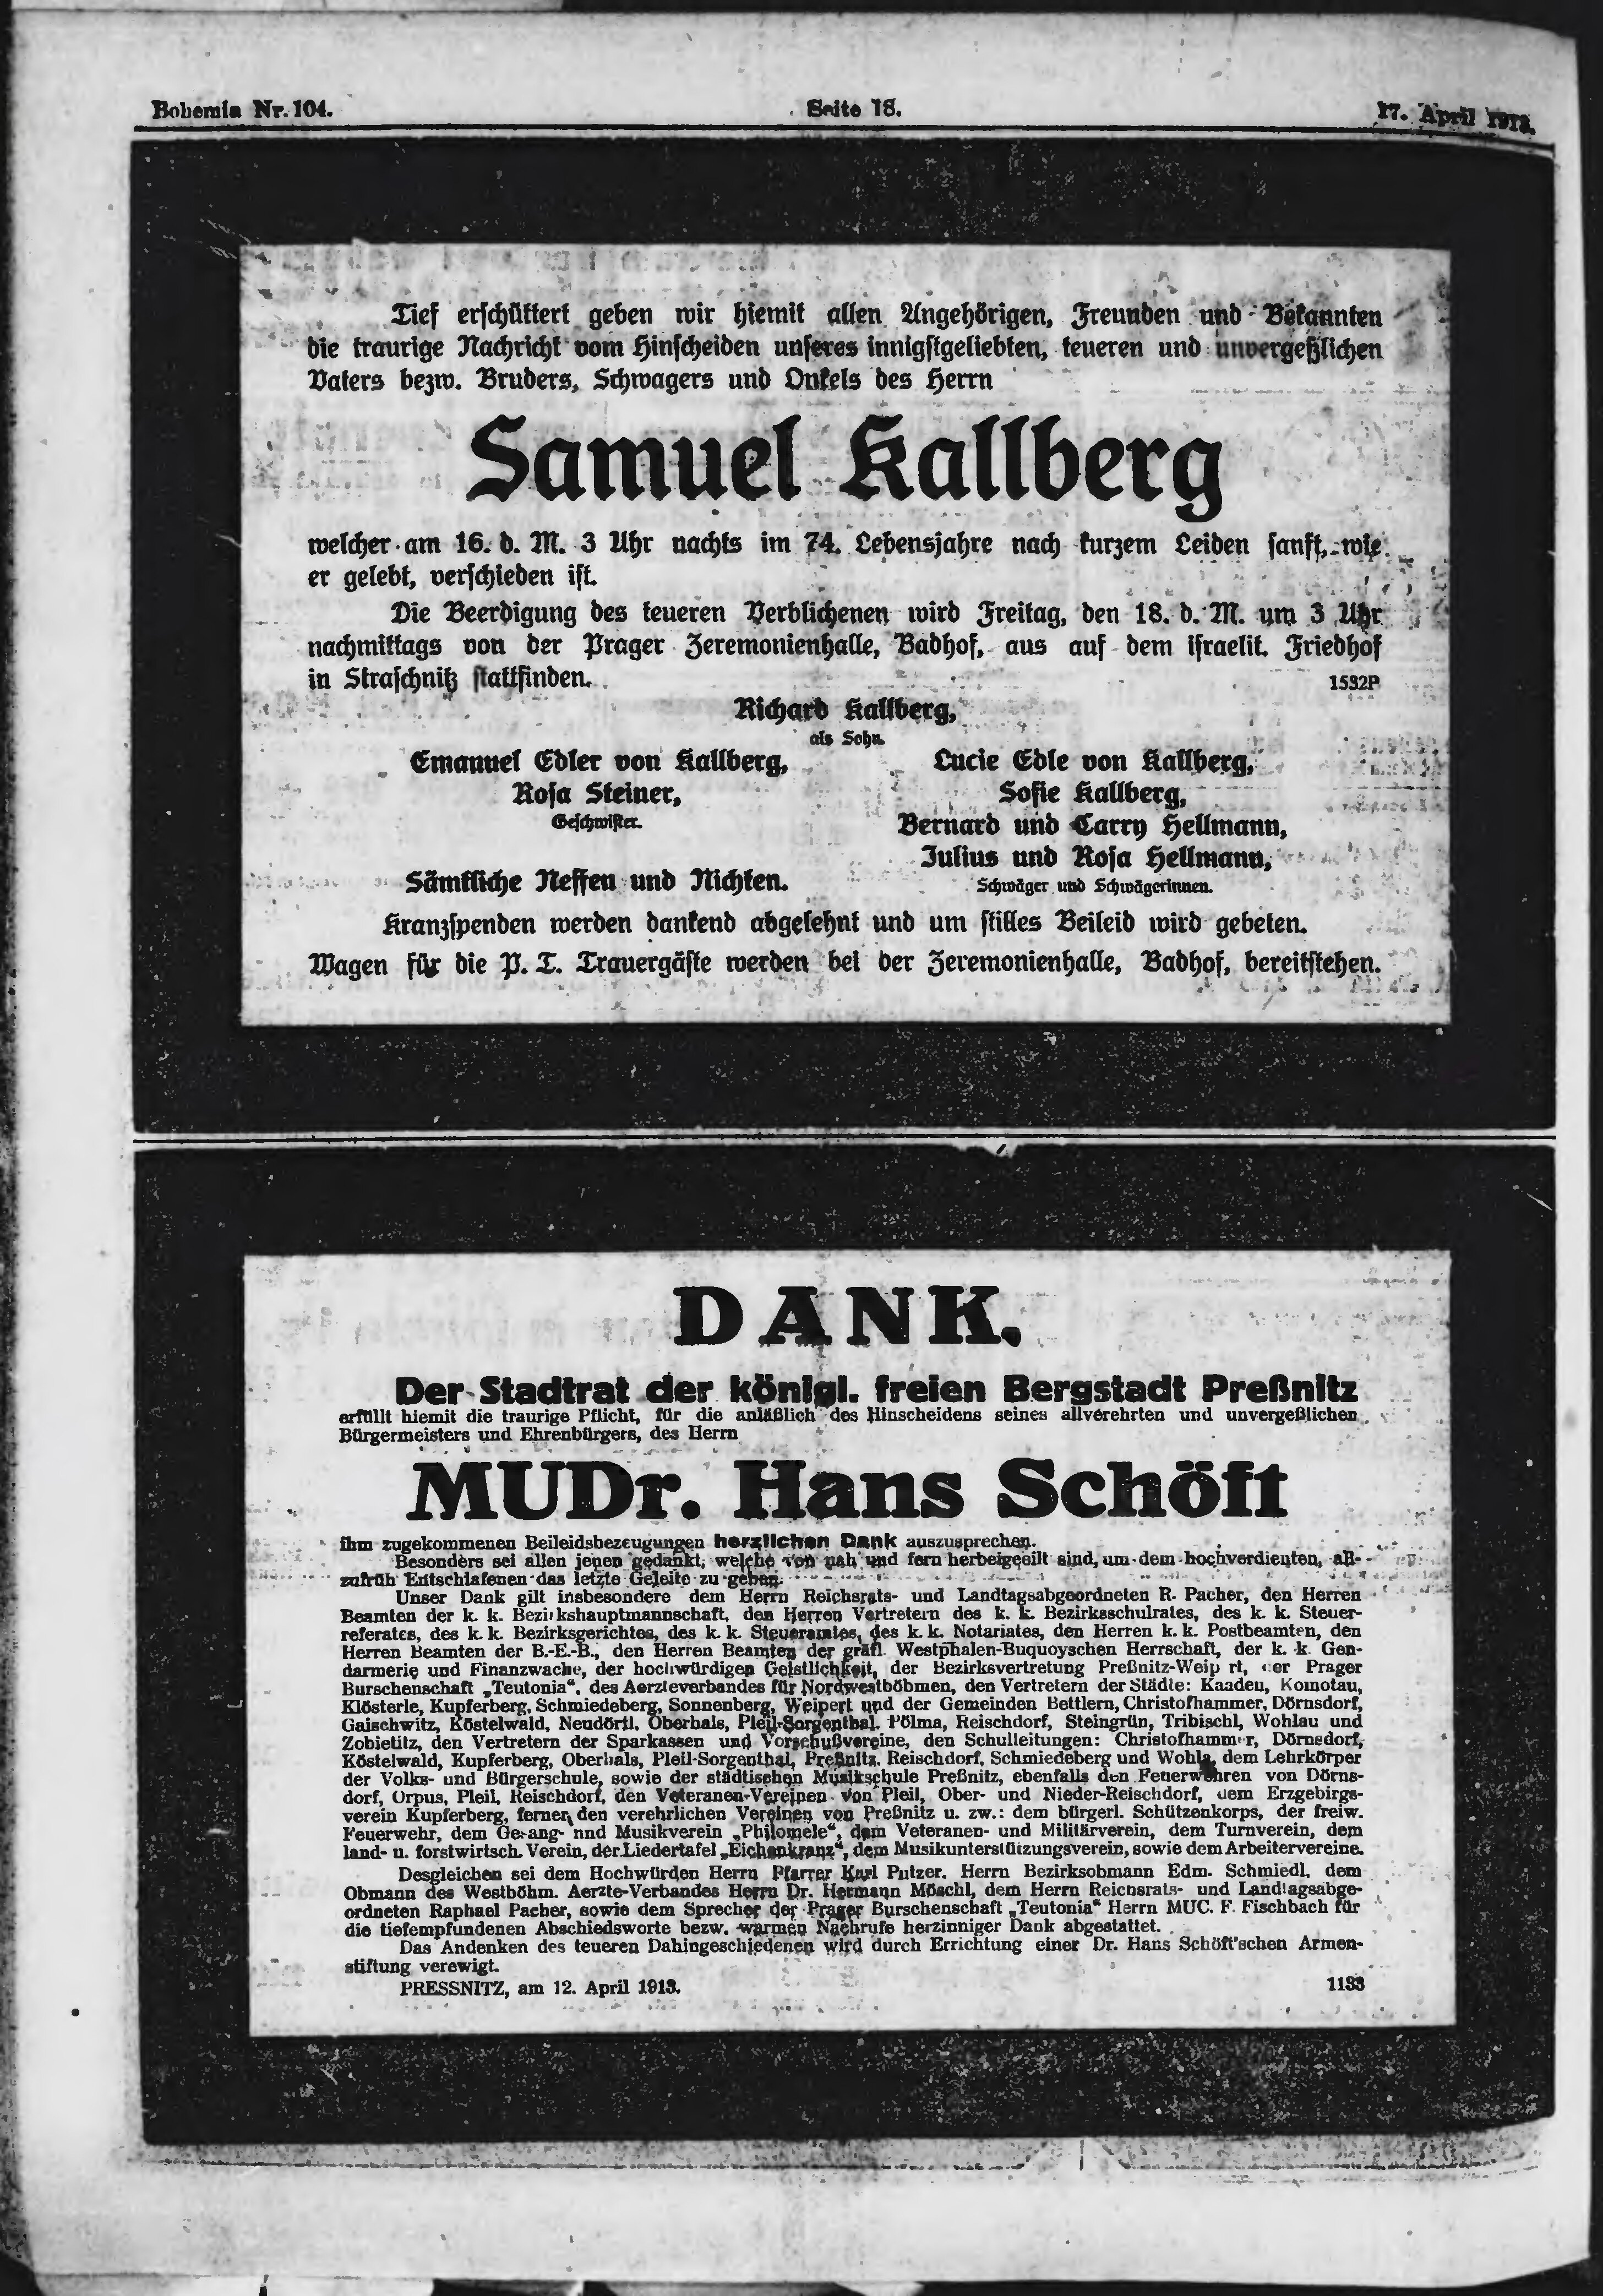 Bohemia Nr. 104.
Seite 18.
17. April 1913.
Tief erschüttert geben wir hiemit allen Angehörigen, Freunden und Bekannten
die traurige Nachricht vom Hinscheiden unseres innigstgeliebten, teueren und unvergeßlichen
Vaters bezw. Bruders, Schwagers und Onkels des Herrn
Samuel Kallberg
welcher am 16. d. M. 3 Uhr nachts im 74. Lebensjahre nach kurzem Leiden sanft, wie
er gelebt, verschieden ist.
Die Beerdigung des teueren Verblichenen wird Freitag, den 18. d. M. um 3 Uhr
nachmittags von der Prager Zeremonienhalle, Badhof, aus auf dem israelit. Friedhof
in Straschnitz stattfinden.
1532P
Richard Kallberg,
als Sohn.
Emanuel Edler von Kallberg,
Rosa Steiner,
Geschwister.
Sämtliche Neffen und Nichten.
Lucie Edle von Kallberg,
Sofie Kallberg,
Bernard und Carry Hellmann,
Julius und Rosa Hellmann,
Schwäger und Schwägerinnen.
Kranzspenden werden dankend abgelehnt und um stilles Beileid wird gebeten.
Wagen für die P. T. Trauergäste werden bei der Zeremonienhalle, Badhof, bereitstehen.
DANK.
Der Stadtrat der königl. freien Bergstadt Preßnitz
erfüllt hiemit die traurige Pflicht, für die anläßlich des Hinscheidens seines allverehrten und unvergeßlichen
Bürgermeisters und Ehrenbürgers, des Herrn
MUDr. Hans Schöft
ihm zugekommenen Beileidsbezeugungen herzlichen Dank auszusprechen.
Besonders sei allen jenen gedankt, welche von nah und fern herbeigeeilt sind, um dem hochverdienten, all-
zufrüh Entschlafenen das letzte Geleite zu geben.
Unser Dank gilt insbesondere dem Herrn Reichsrats- und Landtagsabgeordneten R. Pacher, den Herren
Beamten der k. k. Bezirkshauptmannschaft, den Herren Vertretern des k. k. Bezirksschulrates, des k. k. Steuer-
referates, des k. k. Bezirksgerichtes, des k. k. Steueramtes, des k. k. Notariates, den Herren k. k. Postbeamten, den
Herren Beamten der B.-E.-B., den Herren Beamten der gräfl. Westphalen-Buquoyschen Herrschaft, der k. k. Gen-
darmerie und Finanzwache, der hochwürdigen Geistlichkeit, der Bezirksvertretung Preßnitz-Weipert, der Prager
Burschenschaft „Teutonia“, des Aerzteverbandes für Nordwestböhmen, den Vertretern der Städte: Kaaden, Komotau,
Klösterle, Kupferberg, Schmiedeberg, Sonnenberg, Weipert und der Gemeinden Bettlern, Christofhammer, Dörnsdorf,
Gaischwitz, Köstelwald, Neudörfl, Oberhals, Pleil-Sorgenthal, Pölma, Reischdorf, Steingrün, Tribischl, Wohlau und
Zobietitz, den Vertretern der Sparkassen und Vorschußvereine, den Schulleitungen: Christofhammer, Dörnsdorf,
Köstelwald, Kupferberg, Oberhals, Pleil-Sorgenthal, Preßnitz, Reischdorf, Schmiedeberg und Wohla, dem Lehrkörper
der Volks- und Bürgerschule, sowie der städtischen Musikschule Preßnitz, ebenfalls den Feuerwehren von Dörns-
dorf, Orpus, Pleil, Reischdorf, den Veteranen-Vereinen von Pleil, Ober- und Nieder-Reischdorf, dem Erzgebirgs-
verein Kupferberg, ferner den verehrlichen Vereinen von Preßnitz u. zw.: dem bürgerl. Schützenkorps, der freiw.
Feuerwehr, dem Gesang- nnd Musikverein „Philomele“, dem Veteranen- und Militärverein, dem Turnverein, dem
land- u. forstwirtsch. Verein, der Liedertafel „Eichenkranz“, dem Musikunterstützungsverein, sowie dem Arbeitervereine.
Desgleichen sei dem Hochwürden Herrn Pfarrer Karl Putzer, Herrn Bezirksobmann Edm. Schmiedl, dem
Obmann des Westböhm. Aerzte-Verbandes Herrn Dr. Hermann Möschl, dem Herrn Reichsrats- und Landtagsabge-
ordneten Raphael Pacher, sowie dem Sprecher der Prager Burschenschaft „Teutonia“ Herrn MUC. F. Fischbach für
die tiefempfundenen Abschiedsworte bezw. warmen Nachrufe herzinniger Dank abgestattet.
Das Andenken des teueren Dahingeschiedenen wird durch Errichtung einer Dr. Hans Schöft'schen Armen-
stiftung verewigt.
PRESSNITZ, am 12. April 1913.
1133